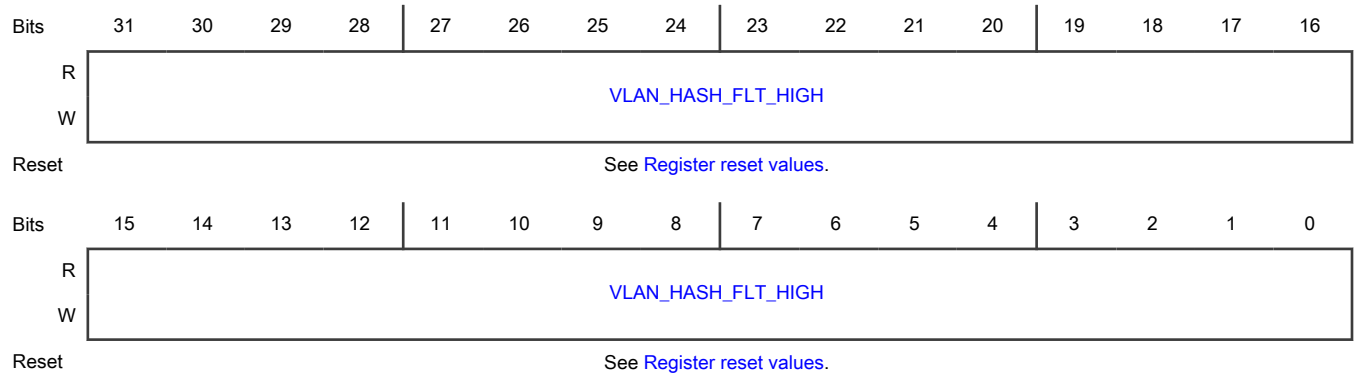 Bits 31 30 29 28 27 26 25 24 23 22 21 20 19 18 17 16
R
VLAN_HASH_FLT_HIGH
W
Reset See Register reset values.
Bits 15 14 13 12 11 10 9 8 7 6 5 4 3 2 1 0
R
VLAN_HASH_FLT_HIGH
W
Reset See Register reset values.